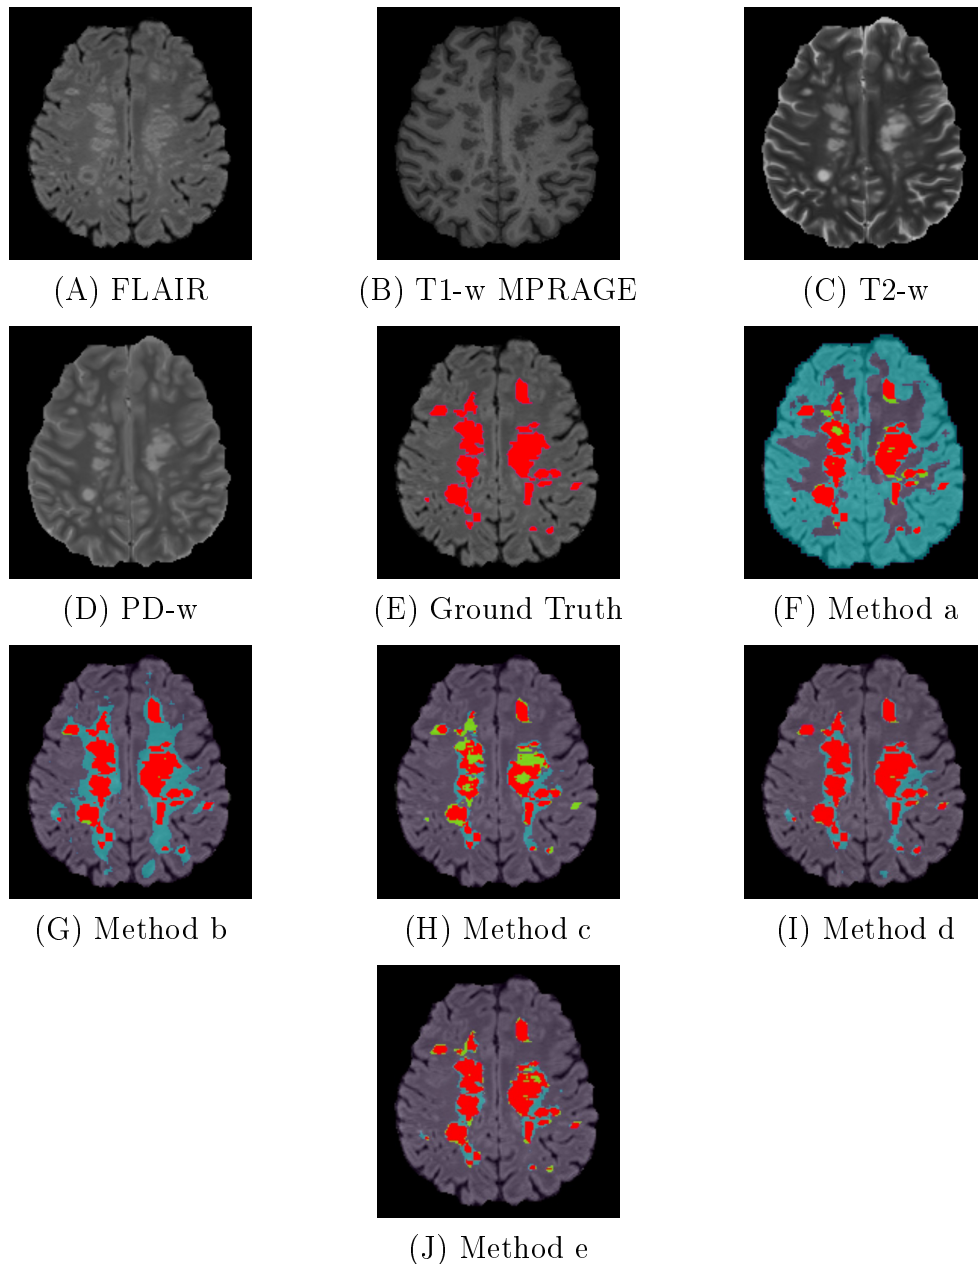 (A) FLAIR
(B) T1-w MPRAGE
(C) T2-w
(D) PD-w
(E) Ground Truth
(F) Method a
(G) Method b
(H) Method c
(I) Method d
(J) Method e